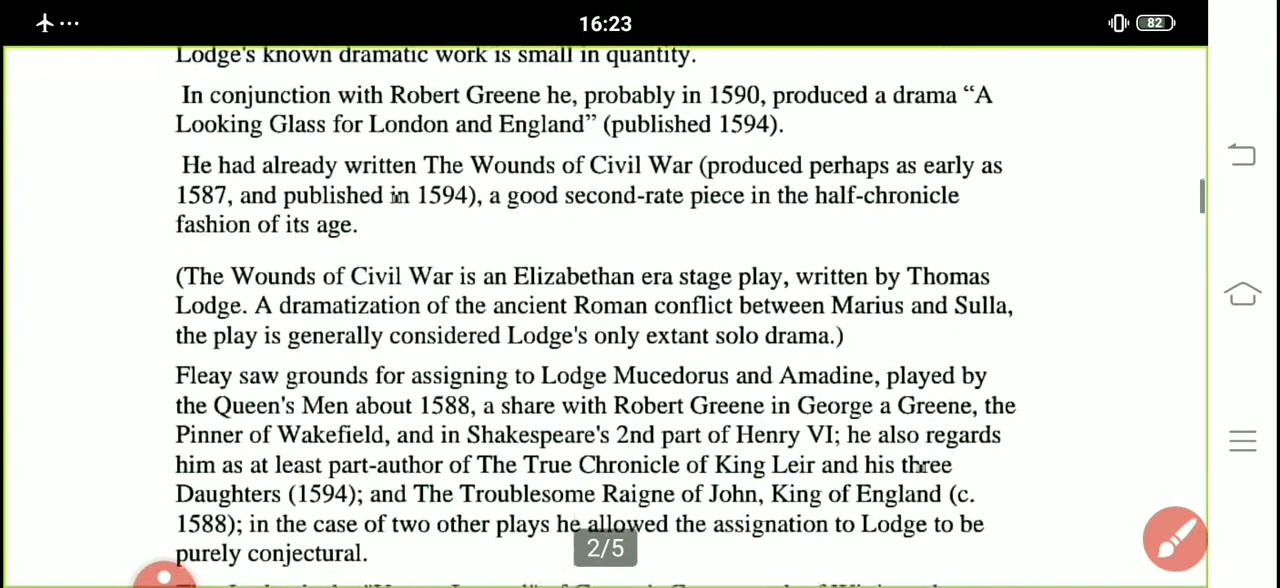 16:23
82
Lodge's known dramatic work is small in quantity.
In conjunction with Robert Greene he, probably in 1590, produced a drama “A
Looking Glass for London and England” (published 1594).
He had already written The Wounds of Civil War (produced perhaps as early as
1587, and published in 1594), a good second-rate piece in the half-chronicle
fashion of its age.
(The Wounds of Civil War is an Elizabethan era stage play, written by Thomas
Lodge. A dramatization of the ancient Roman conflict between Marius and Sulla,
the play is generally considered Lodge's only extant solo drama.)
Fleay saw grounds for assigning to Lodge Mucedorus and Amadine, played by
the Queen's Men about 1588, a share with Robert Greene in George a Greene, the
Pinner of Wakefield, and in Shakespeare's 2nd part of Henry VI; he also regards
him as at least part-author of The True Chronicle of King Leir and his three
Daughters (1594); and The Troublesome Raigne of John, King of England (c.
1588); in the case of two other plays he allowed the assignation to Lodge to be
purely conjectural.
2/5